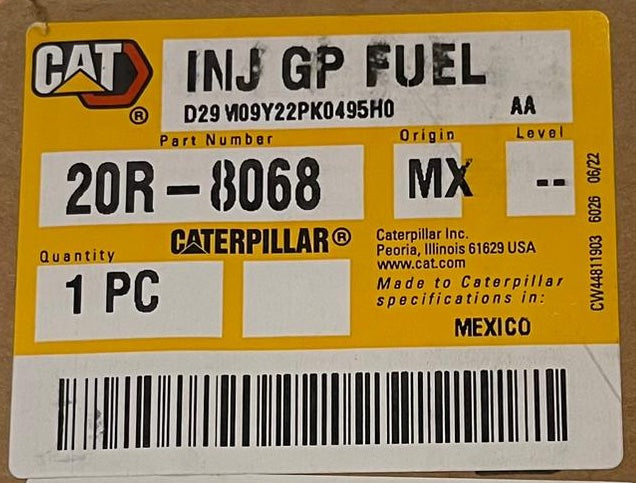 CAT®
INJ GP FUEL
D29 M09Y22PK0495H0 AA
Part Number Origin Level
20R-8068 MX --
Quantity CATERPILLAR®
1 PC
Caterpillar Inc.
Peoria, Illinois 61629 USA
www.cat.com
Made to Caterpillar
specifications in:
MEXICO
CW44811903 6026 06/22